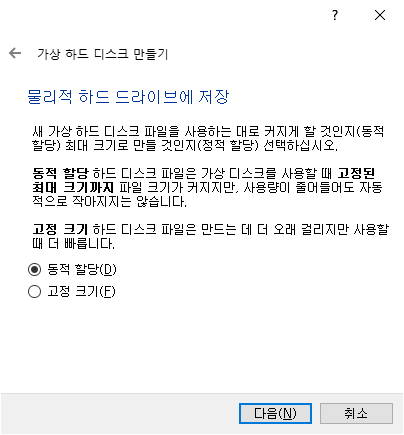 ?
가상 하드 디스크 만들기
물리적 하드 드라이브에 저장
새 가상 하드 디스크 파일을 사용하는 대로 커지게 할 것인지(동적
할당) 최대 크기로 만들 것인지(정적 할당) 선택하십시오.
동적 할당 하드 디스크 파일은 가상 디스크를 사용할 때 고정된
최대 크기까지 파일 크기가 커지지만, 사용량이 줄어들어도 자동
적으로 작아지지는 않습니다.
고정 크기 하드 디스크 파일은 만드는 데 더 오래 걸리지만 사용할
때 더 빠릅니다.
동적 할당(D)
고정 크기(F)
다음(N)
취소